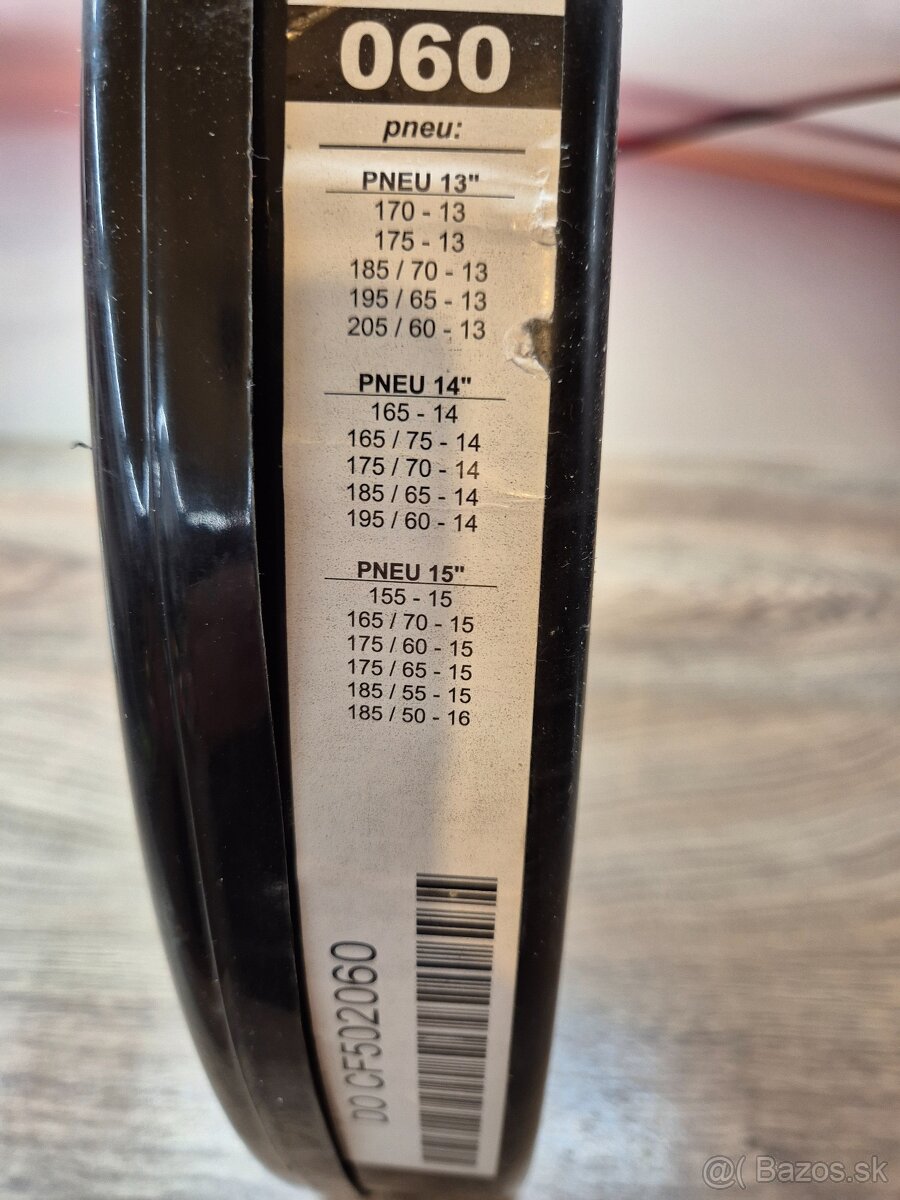 060
pneu:
PNEU 13"
170 - 13
175 - 13
185 / 70 - 13
195 / 65 - 13
205 / 60 - 13
PNEU 14"
165 - 14
165 / 75 - 14
175 / 70 - 14
185 / 65 - 14
195 / 60 - 14
PNEU 15"
155 - 15
165 / 70 - 15
175 / 60 - 15
175 / 65 - 15
185 / 55 - 15
185 / 50 - 16
DO CF502060
@( Bazos.sk